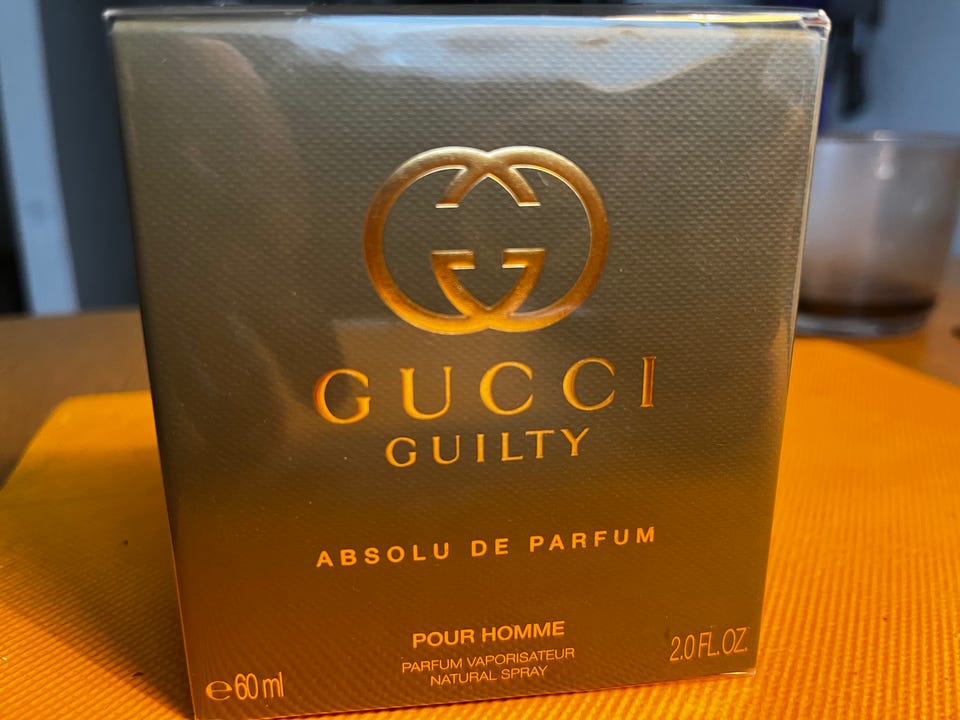 GUCCI
GUILTY
ABSOLU DE PARFUM
POUR HOMME
PARFUM VAPORISATEUR
NATURAL SPRAY
℮60 ml
2.0 FL.OZ.